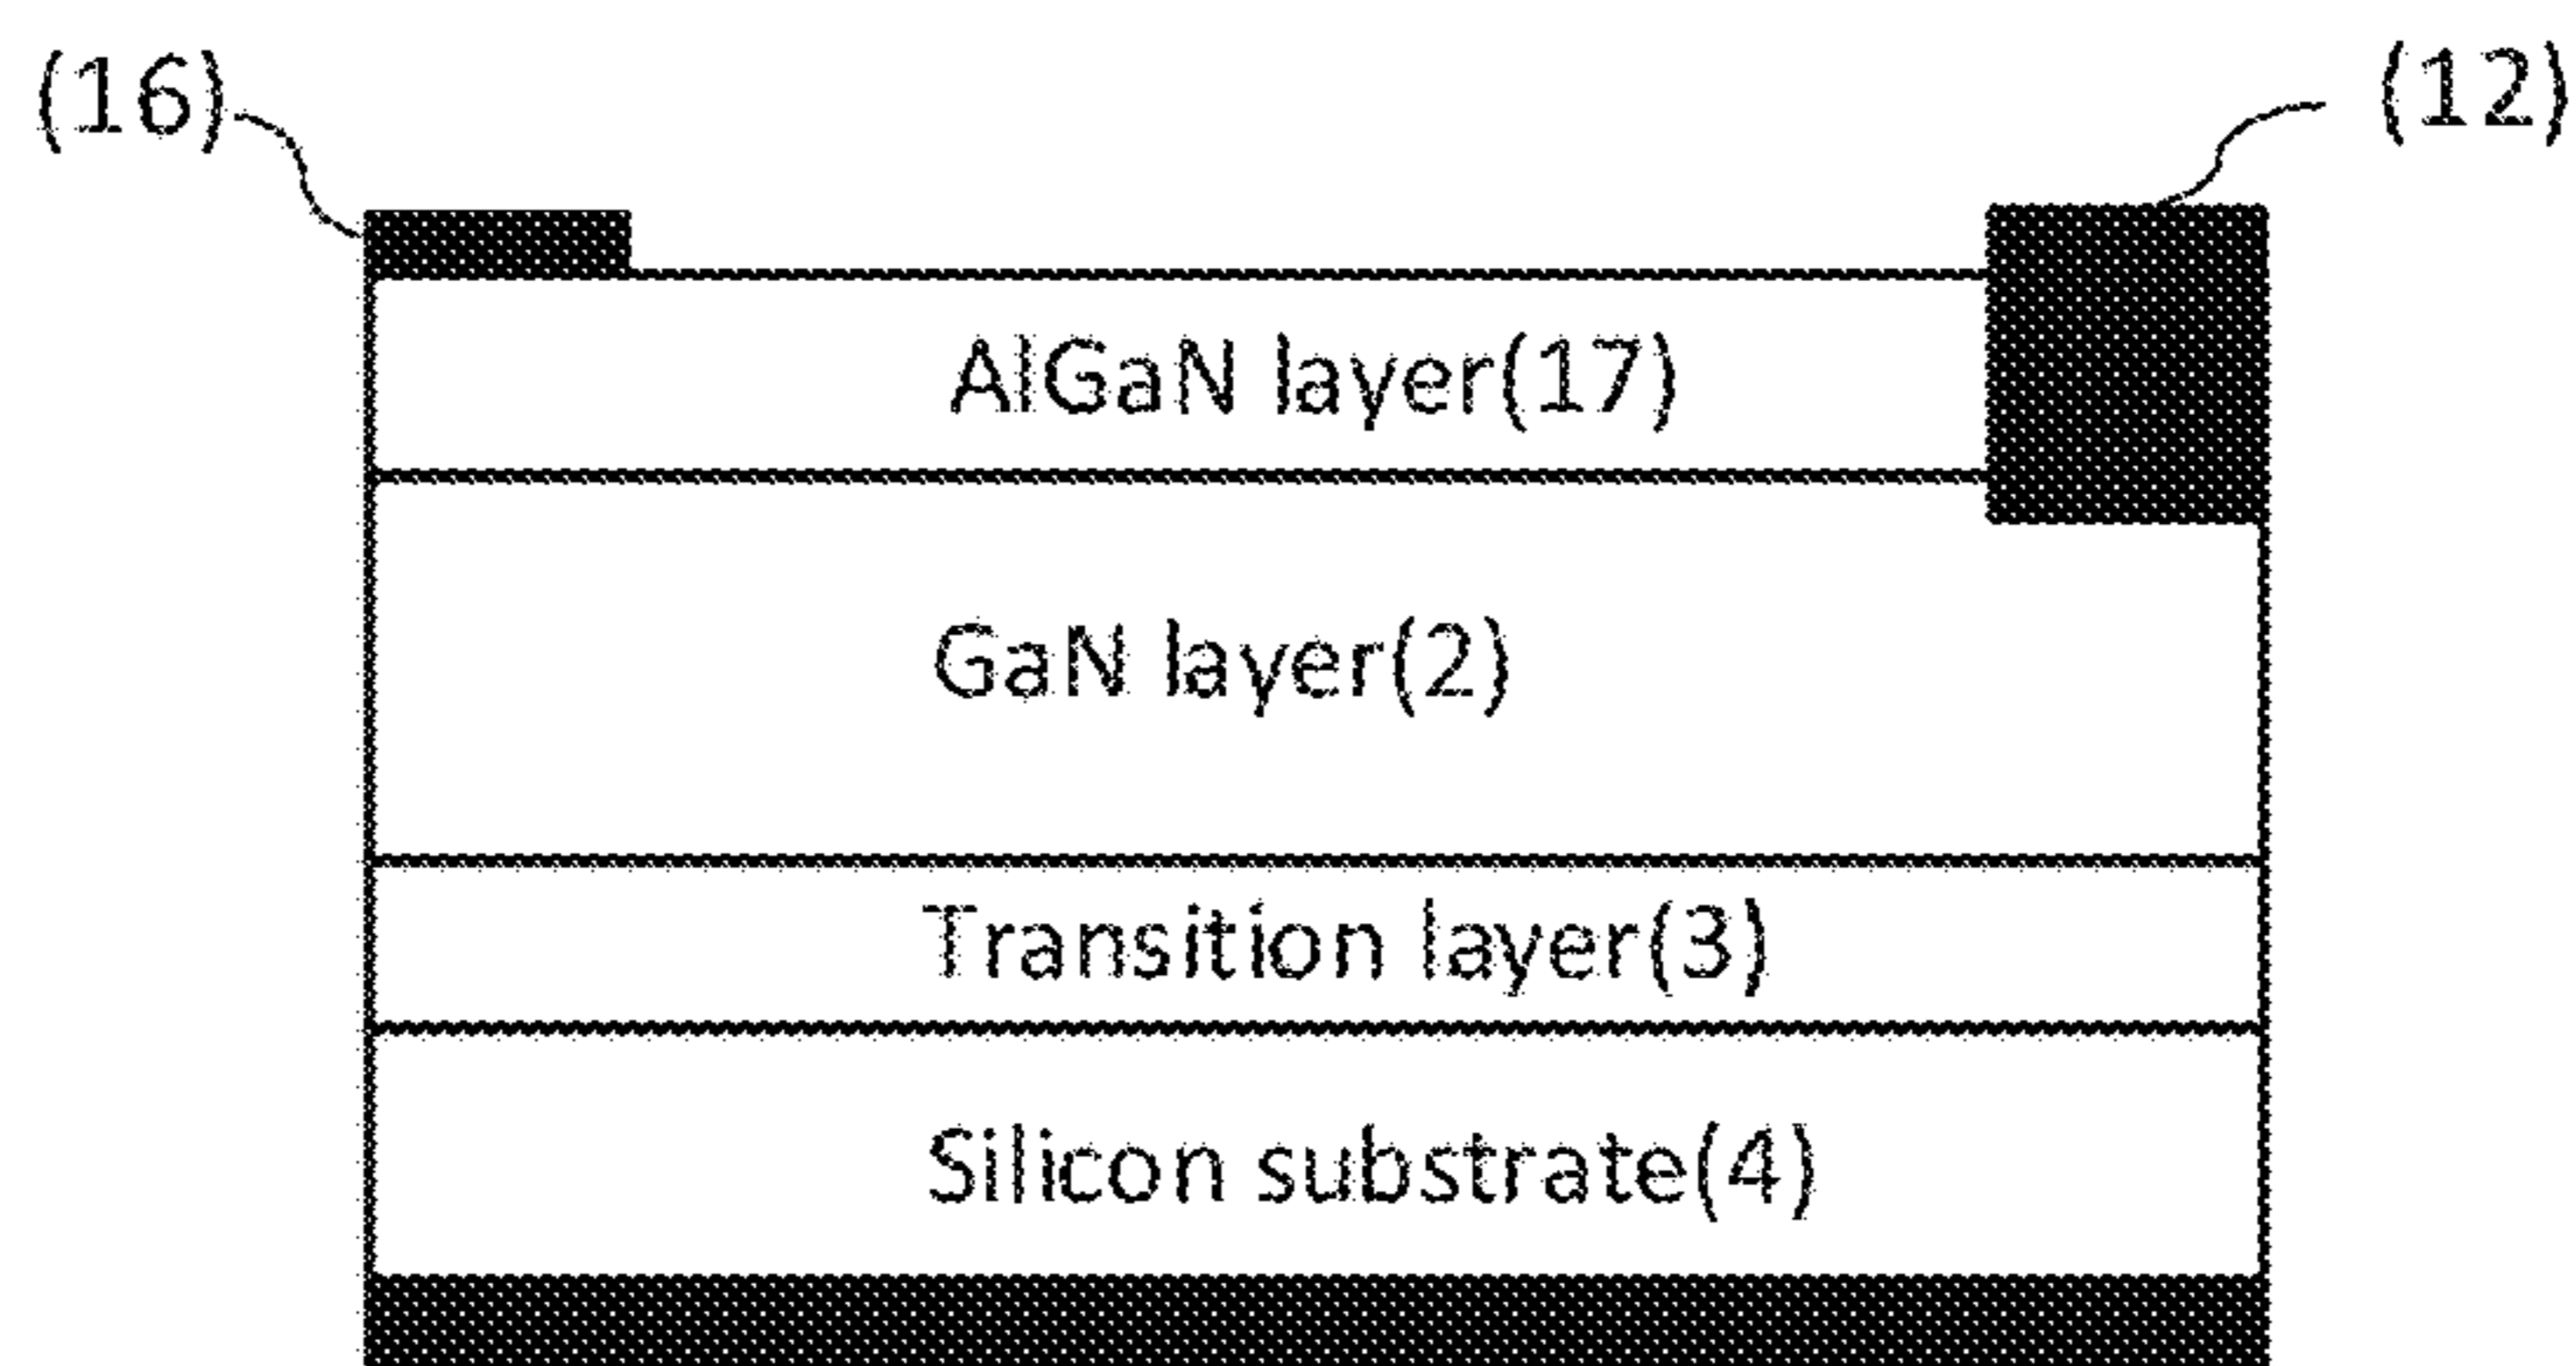 (16)
(12)
AlGaN layer(17)
GaN layer(2)
Transition layer(3)
Silicon substrate(4)